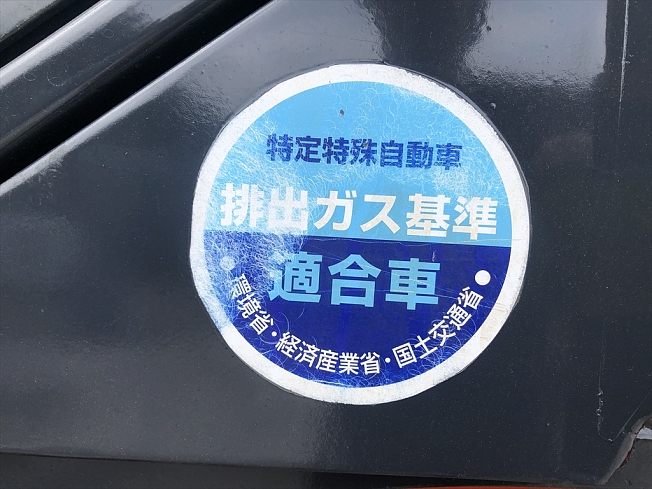 特定特殊自動車
排出ガス基準
適合車
・環境省・経済産業省・国土交通省・